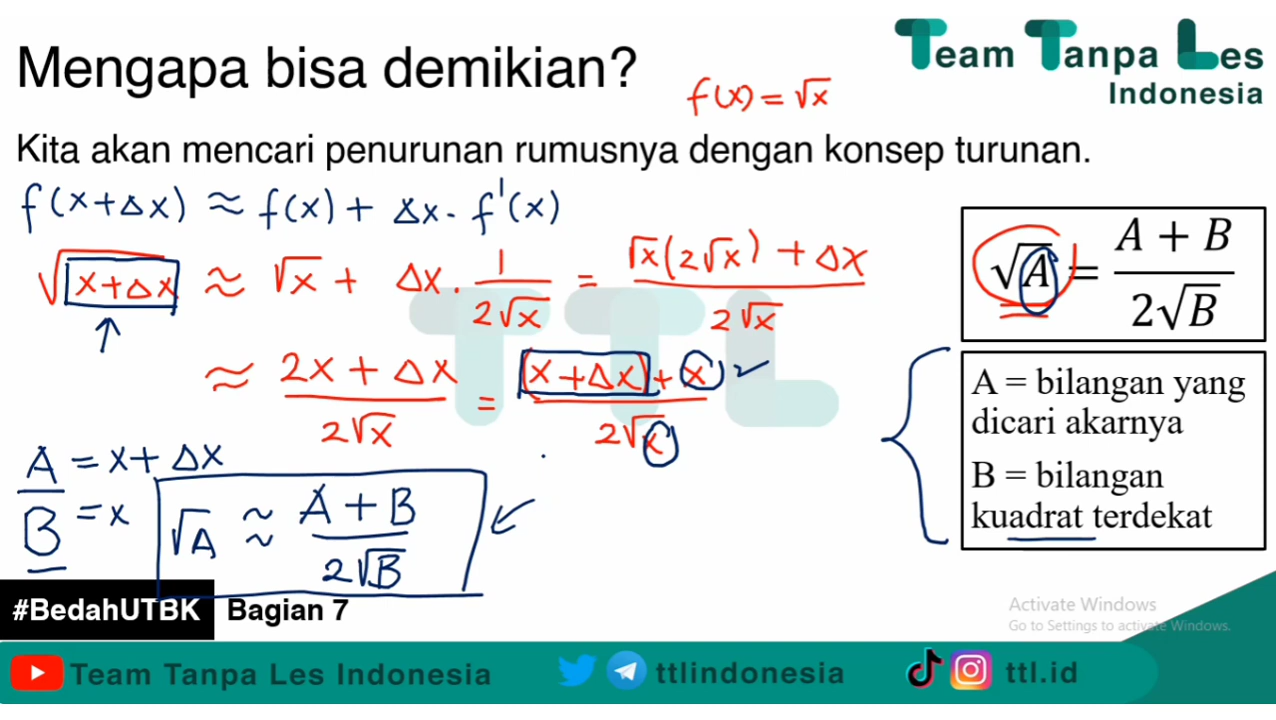 Team Tanpa Les
Indonesia
Mengapa bisa demikian?
f(x) = √x
Kita akan mencari penurunan rumusnya dengan konsep turunan.
f(x+Δx) ≈ f(x) + Δx · f'(x)
√(x+Δx) ≈ √x + Δx · 1/(2√x) = (√x(2√x) + Δx)/(2√x)
≈ (2x + Δx)/(2√x) = ((x+Δx)+x)/(2√x)
A = x + Δx
B = x
√A ≈ (A + B)/(2√B)
√A = (A + B)/(2√B)
A = bilangan yang
dicari akarnya
B = bilangan
kuadrat terdekat
TTL
#BedahUTBK Bagian 7
Activate Windows
Go to Settings to activate Windows.
Team Tanpa Les Indonesia
ttlindonesia
ttl.id